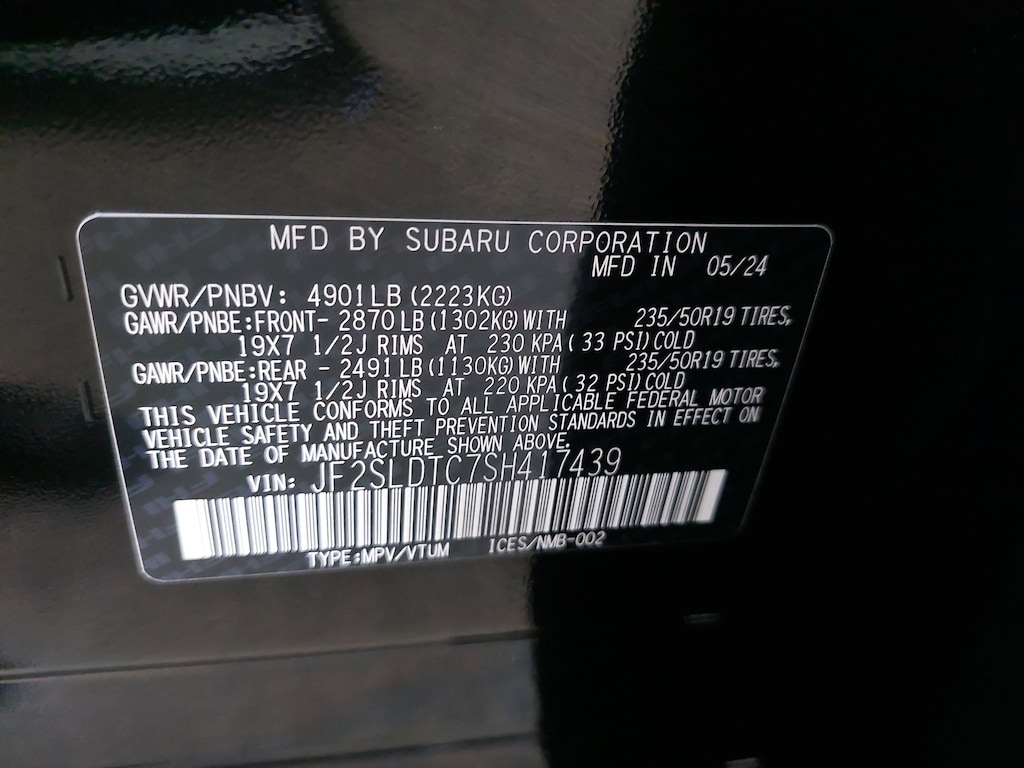 MFD BY SUBARU CORPORATION
MFD IN 05/24
GVWR/PNBV: 4901LB (2223KG)
GAWR/PNBE:FRONT- 2870 LB (1302KG) WITH 235/50R19 TIRES,
19X7 1/2J RIMS AT 230 KPA ( 33 PSI) COLD
GAWR/PNBE:REAR - 2491 LB (1130KG) WITH 235/50R19 TIRES,
19X7 1/2J RIMS AT 220 KPA ( 32 PSI) COLD
THIS VEHICLE CONFORMS TO ALL APPLICABLE FEDERAL MOTOR
VEHICLE SAFETY AND THEFT PREVENTION STANDARDS IN EFFECT ON
THE DATE OF MANUFACTURE SHOWN ABOVE.
VIN: JF2SLDTC7SH417439
TYPE:MPV/VTUM ICES/NMB-002